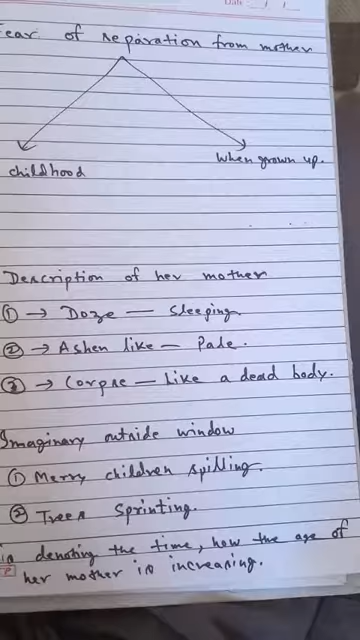 Date / /
Fear of separation from mother
childhood
When grown up.
Description of her mother
① → Doze — Sleeping.
② → Ashen like — Pale.
③ → Corpse — Like a dead body.
Imaginary outside window
① Merry children spilling.
② Trees Sprinting.
is denoting the time, how the age of
her mother is increasing.